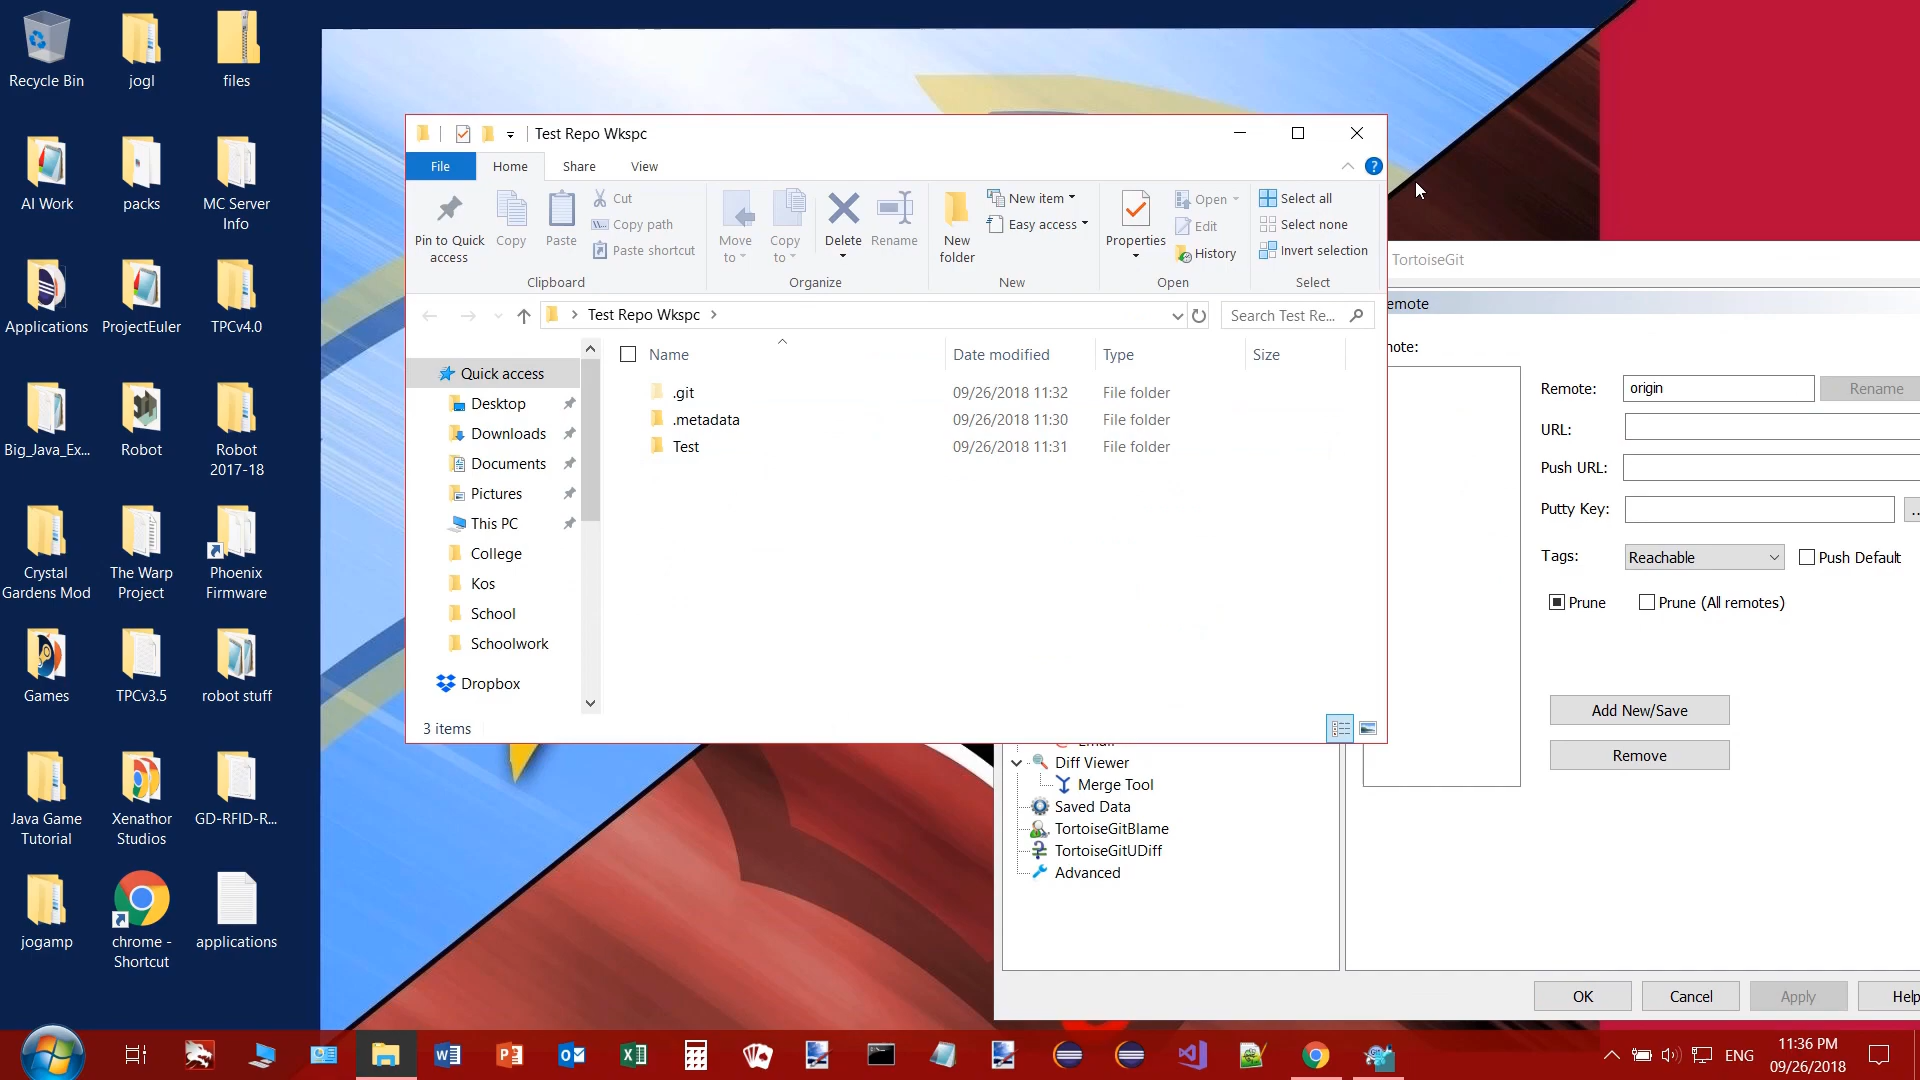 Recycle Bin
jogl
files
AI Work
packs
MC Server
Info
Applications
ProjectEuler
TPCv4.0
Big_Java_Ex...
Robot
Robot
2017-18
Crystal
Gardens Mod
The Warp
Project
Phoenix
Firmware
Games
TPCv3.5
robot stuff
Java Game
Tutorial
Xenathor
Studios
GD-RFID-R...
jogamp
chrome -
Shortcut
applications
Test Repo Wkspc
File
Home
Share
View
Pin to Quick
access
Copy
Paste
Cut
Copy path
Paste shortcut
Clipboard
Move
to
Copy
to
Delete
Rename
Organize
New
folder
New item
Easy access
New
Properties
Open
Edit
History
Open
Select all
Select none
Invert selection
Select
Test Repo Wkspc
Search Test Re...
Name
Date modified
Type
Size
.git
09/26/2018 11:32
File folder
.metadata
09/26/2018 11:30
File folder
Test
09/26/2018 11:31
File folder
Quick access
Desktop
Downloads
Documents
Pictures
This PC
College
Kos
School
Schoolwork
Dropbox
3 items
TortoiseGit
emote
note:
Remote:
origin
Rename
URL:
Push URL:
Putty Key:
..
Tags:
Reachable
Push Default
Prune
Prune (All remotes)
Add New/Save
Remove
Diff Viewer
Merge Tool
Saved Data
TortoiseGitBlame
TortoiseGitUDiff
Advanced
OK
Cancel
Apply
Help
ENG
11:36 PM
09/26/2018